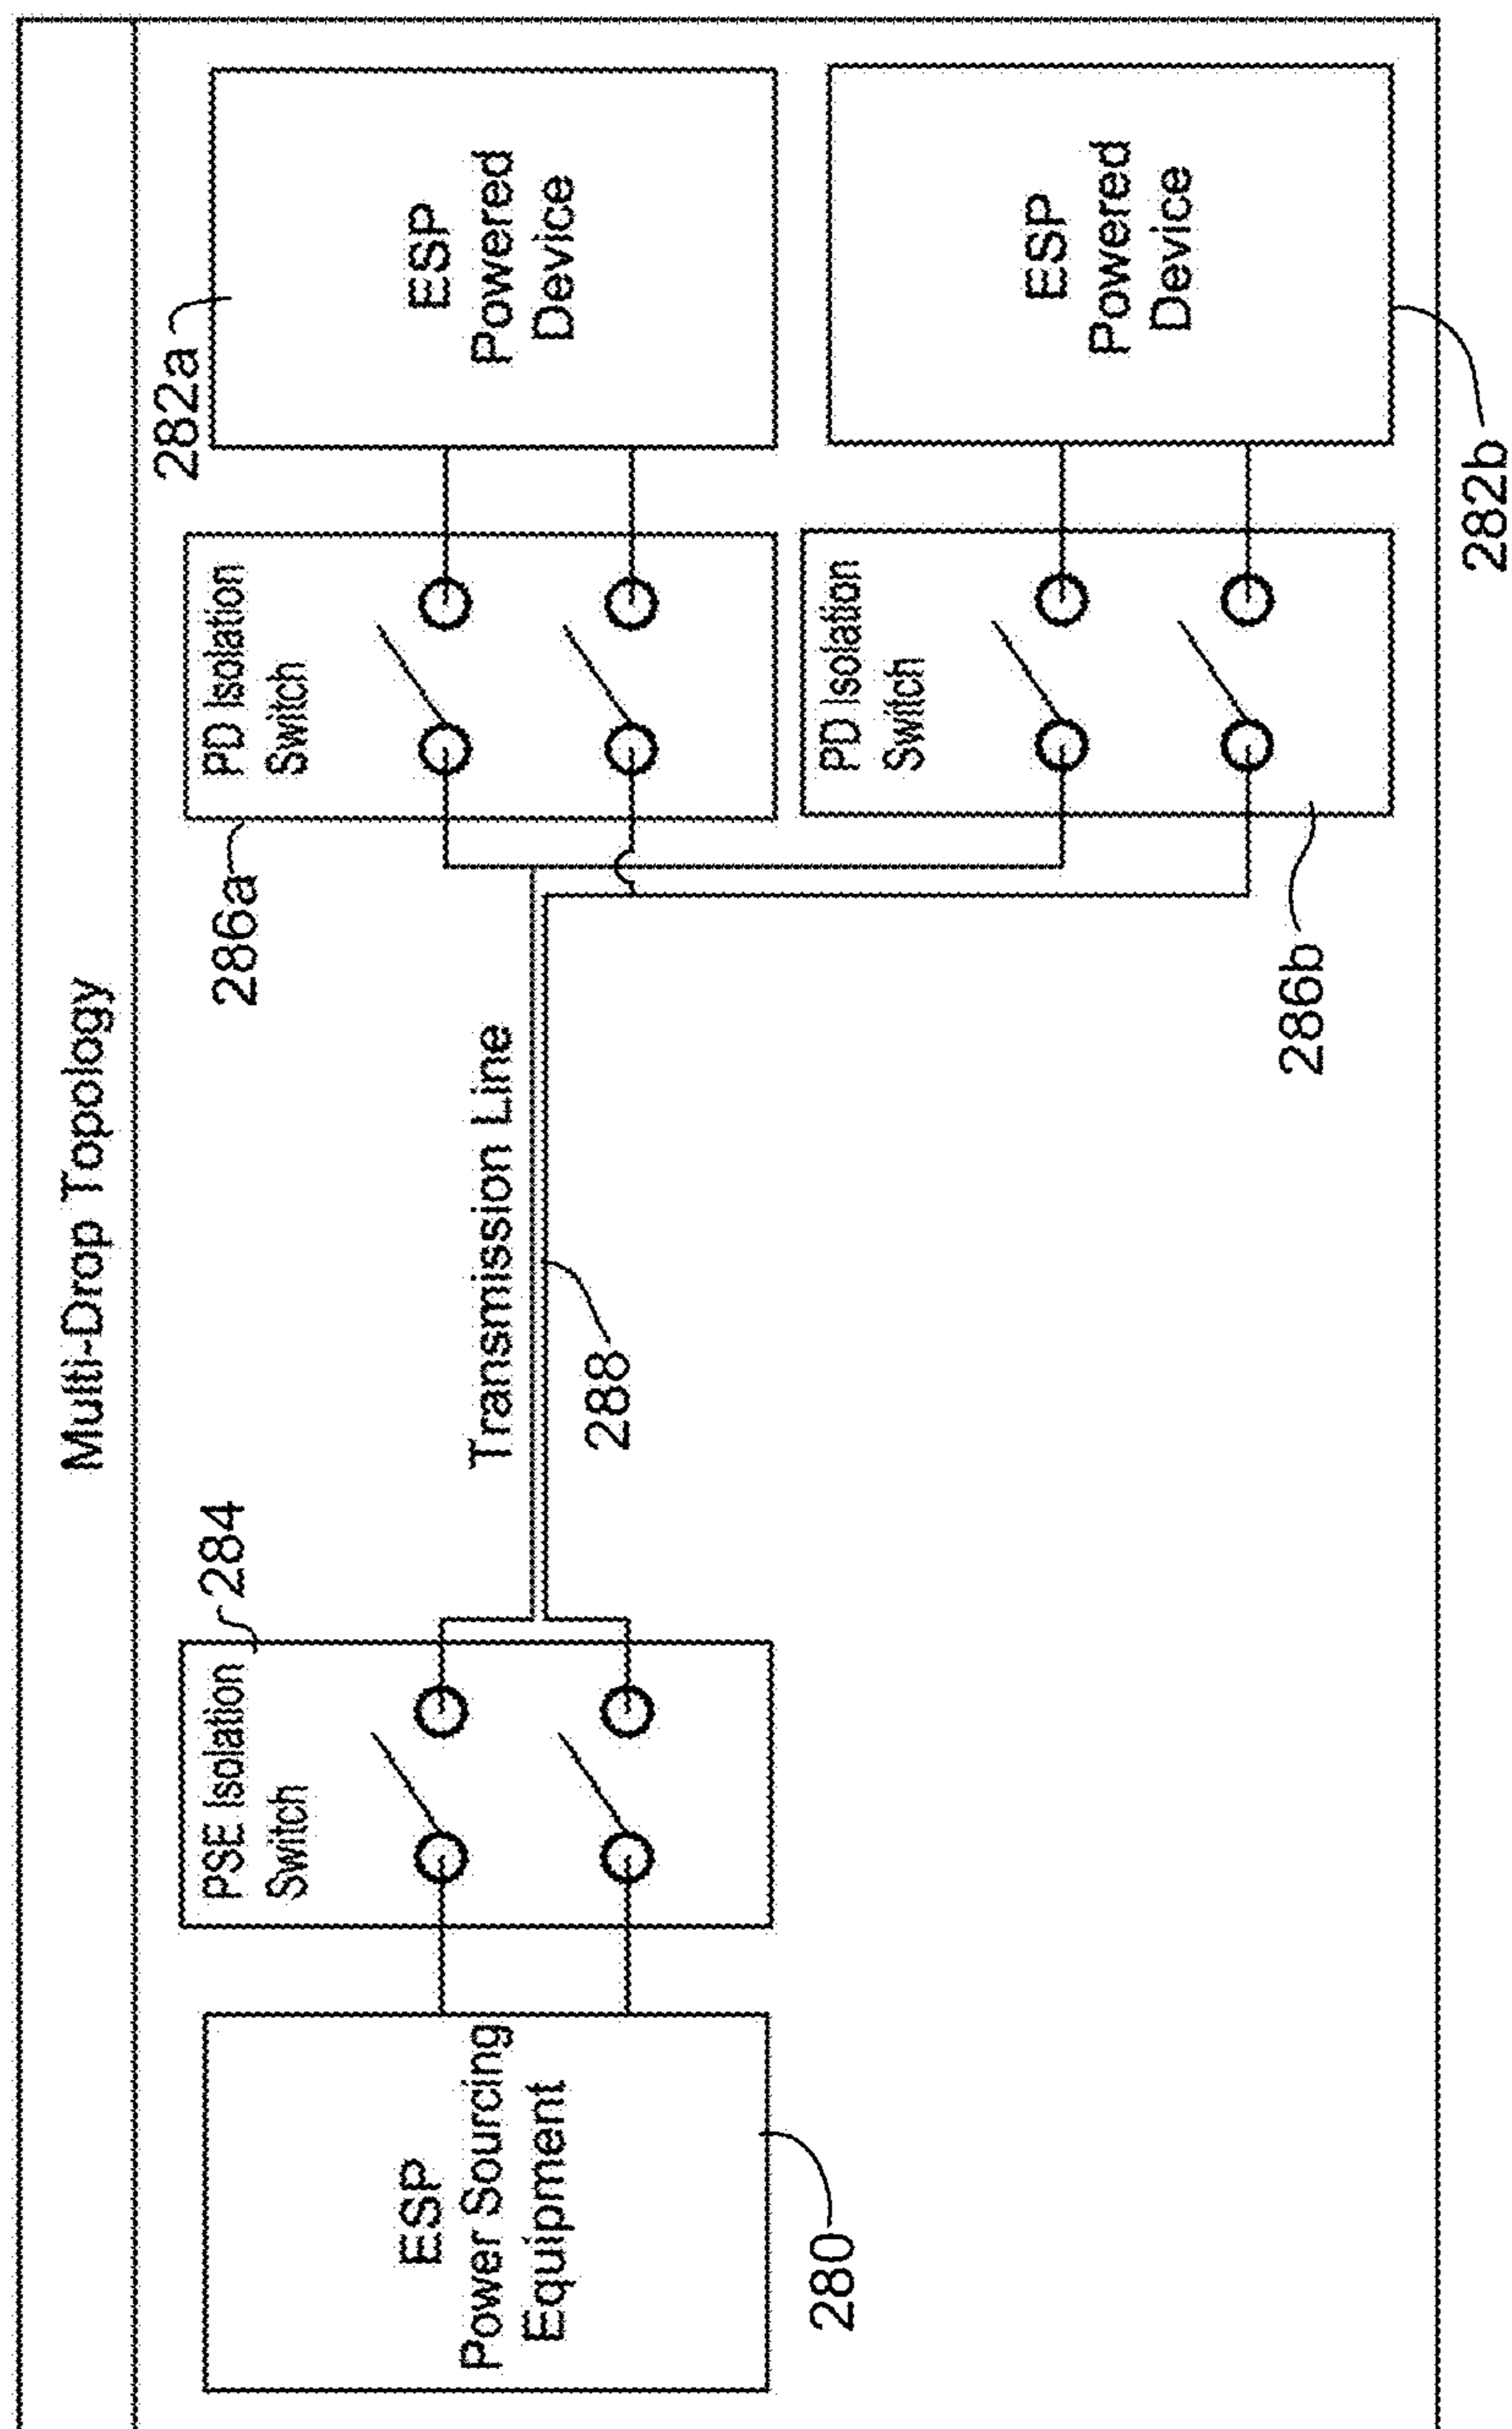 Multi-Drop Topology
ESP
Power Sourcing
Equipment
280
PSE Isolation
Switch
284
Transmission Line
288
286a
PD Isolation
Switch
282a
ESP
Powered
Device
286b
PD Isolation
Switch
282b
ESP
Powered
Device